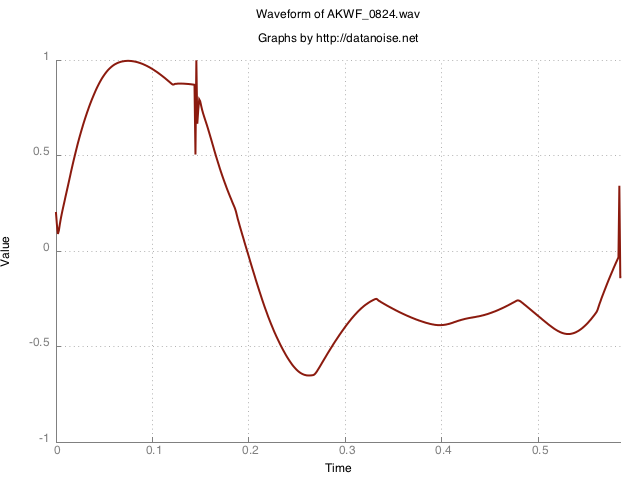 Waveform of AKWF_0824.wav
Graphs by http://datanoise.net
1
0.5
0
-0.5
-1
Value
0 0.1 0.2 0.3 0.4 0.5
Time